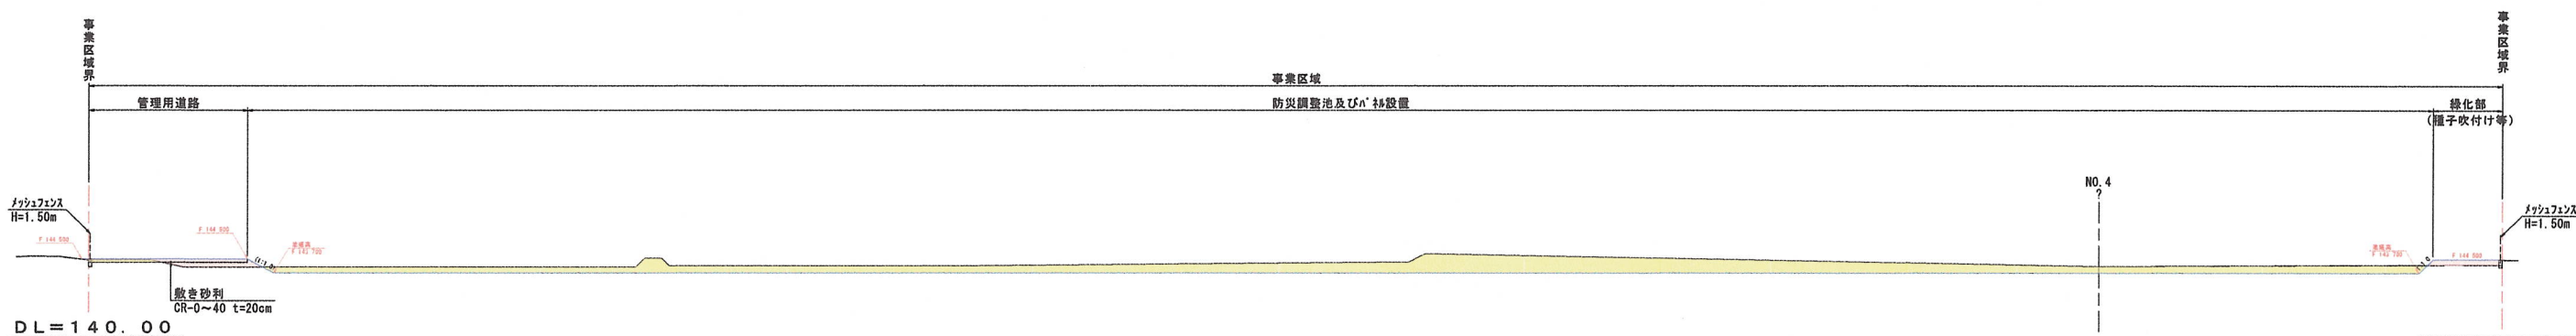 事業区域界
事業区域界
事業区域
管理用道路
防災調整池及びﾊﾟﾈﾙ設置
緑化部
(種子吹付け等)
NO.4
?
メッシュフェンス
H=1.50m
メッシュフェンス
H=1.50m
敷き砂利
CR-0～40 t=20cm
DL=140.00